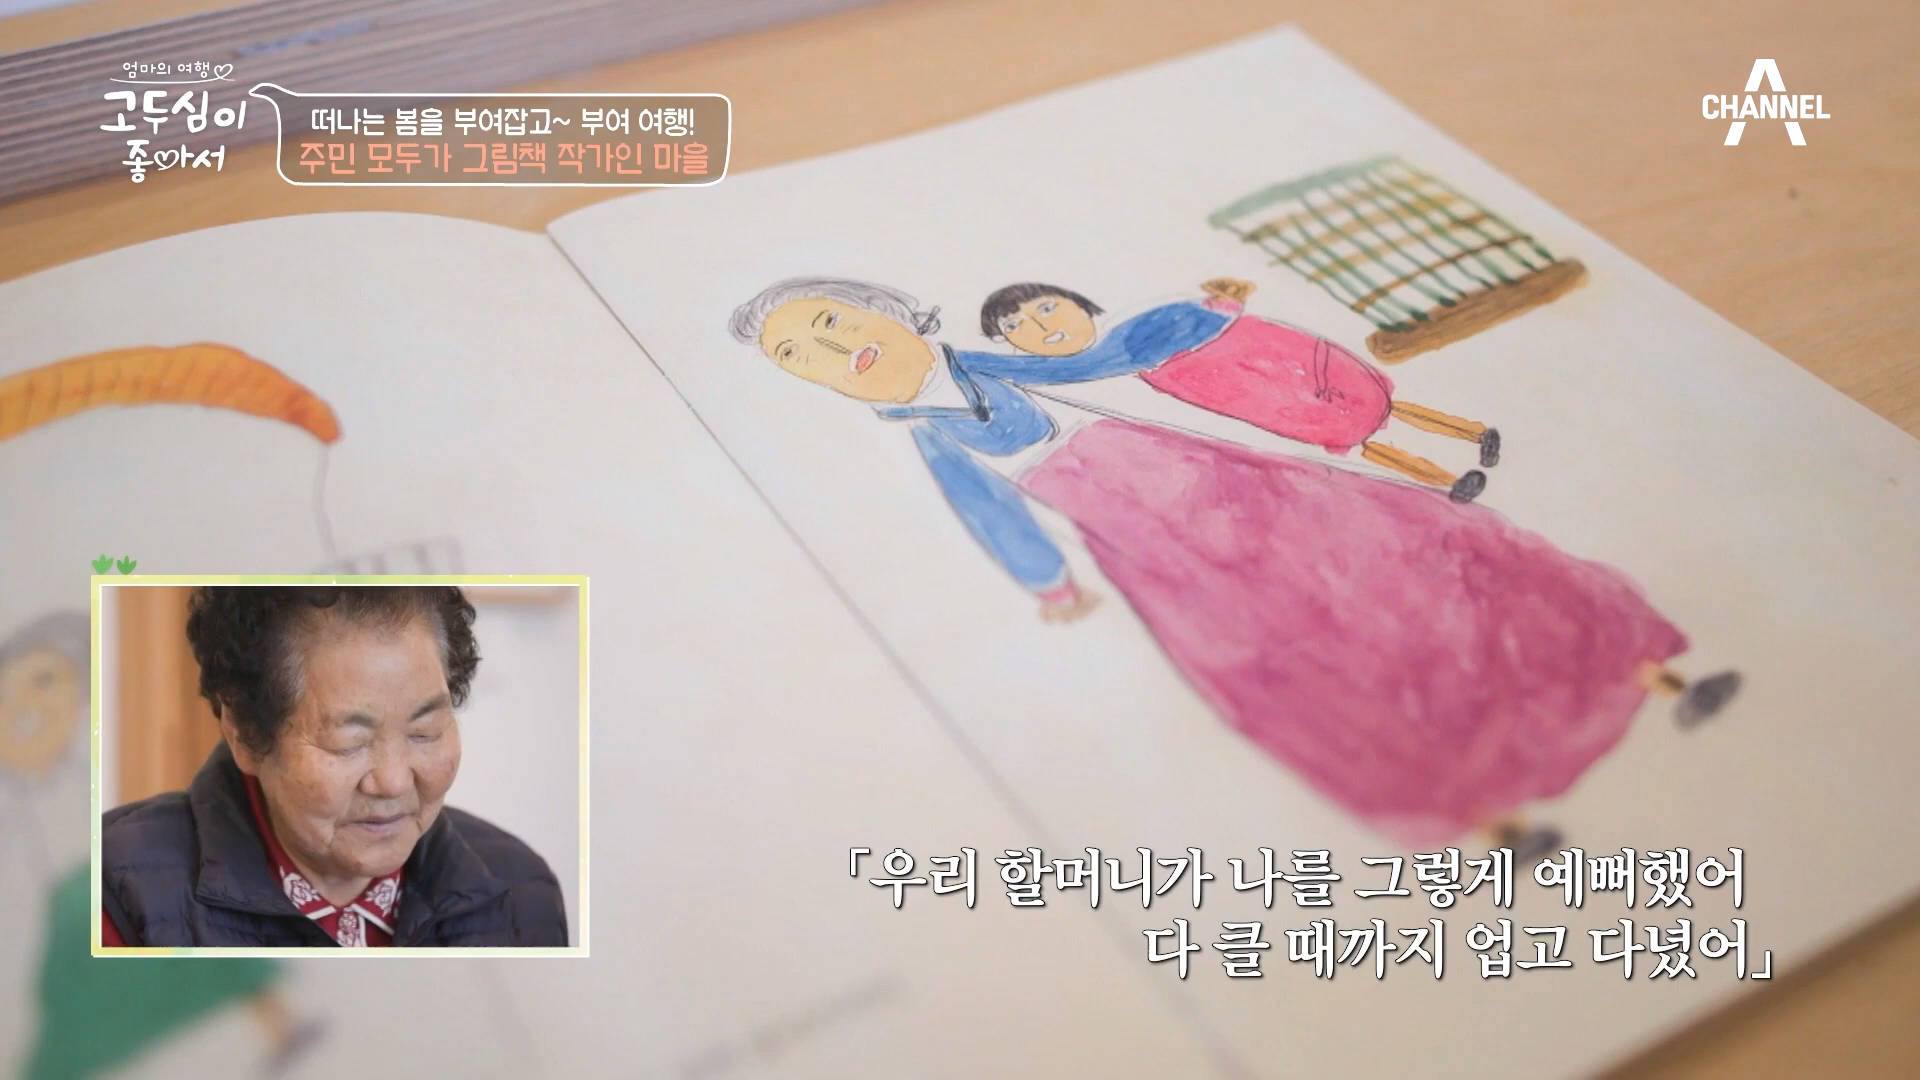 엄마의 여행
고두심이
좋아서
떠나는 봄을 부여잡고~ 부여 여행!
주민 모두가 그림책 작가인 마을
CHANNEL A
「우리 할머니가 나를 그렇게 예뻐했어
다 클 때까지 업고 다녔어」